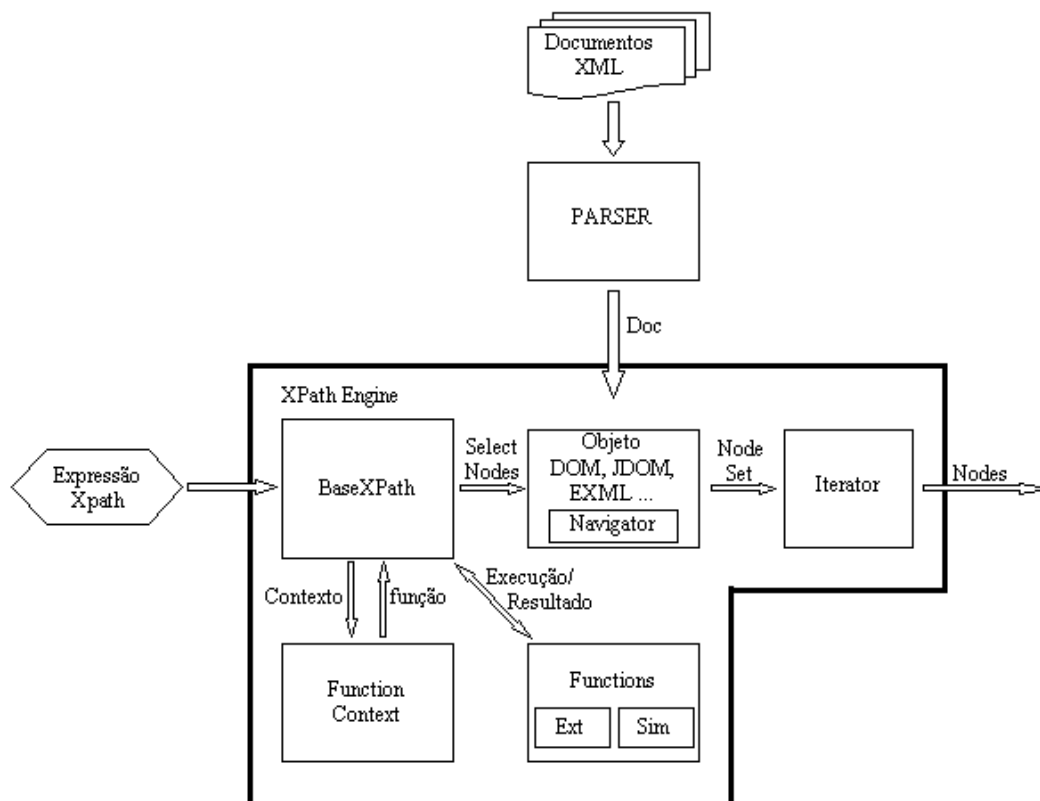 Documentos
XML
PARSER
Doc
XPath Engine
Expressão
Xpath
BaseXPath
Select
Nodes
Objeto
DOM, JDOM,
EXML ...
Navigator
Node
Set
Iterator
Nodes
Contexto
função
Execução/
Resultado
Function
Context
Functions
Ext
Sim